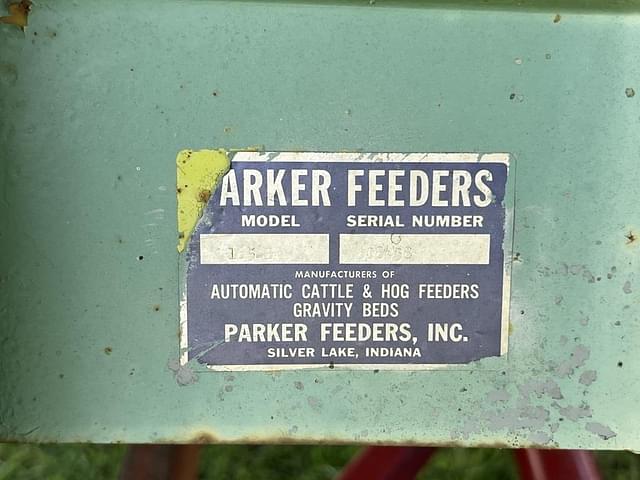 ARKER FEEDERS
MODEL SERIAL NUMBER
MANUFACTURERS OF
AUTOMATIC CATTLE & HOG FEEDERS
GRAVITY BEDS
PARKER FEEDERS, INC.
SILVER LAKE, INDIANA